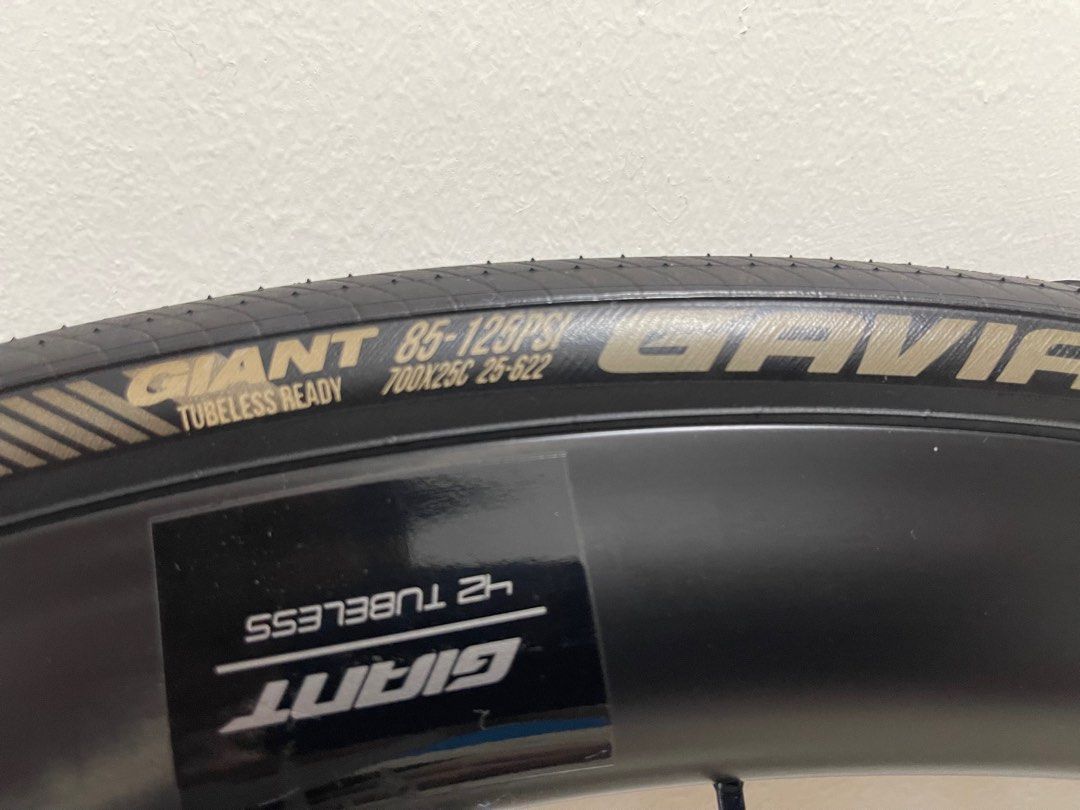 GIANT
TUBELESS READY
85-125PSI
700X25C 25-622
GAVIA
GIANT
42 TUBELESS